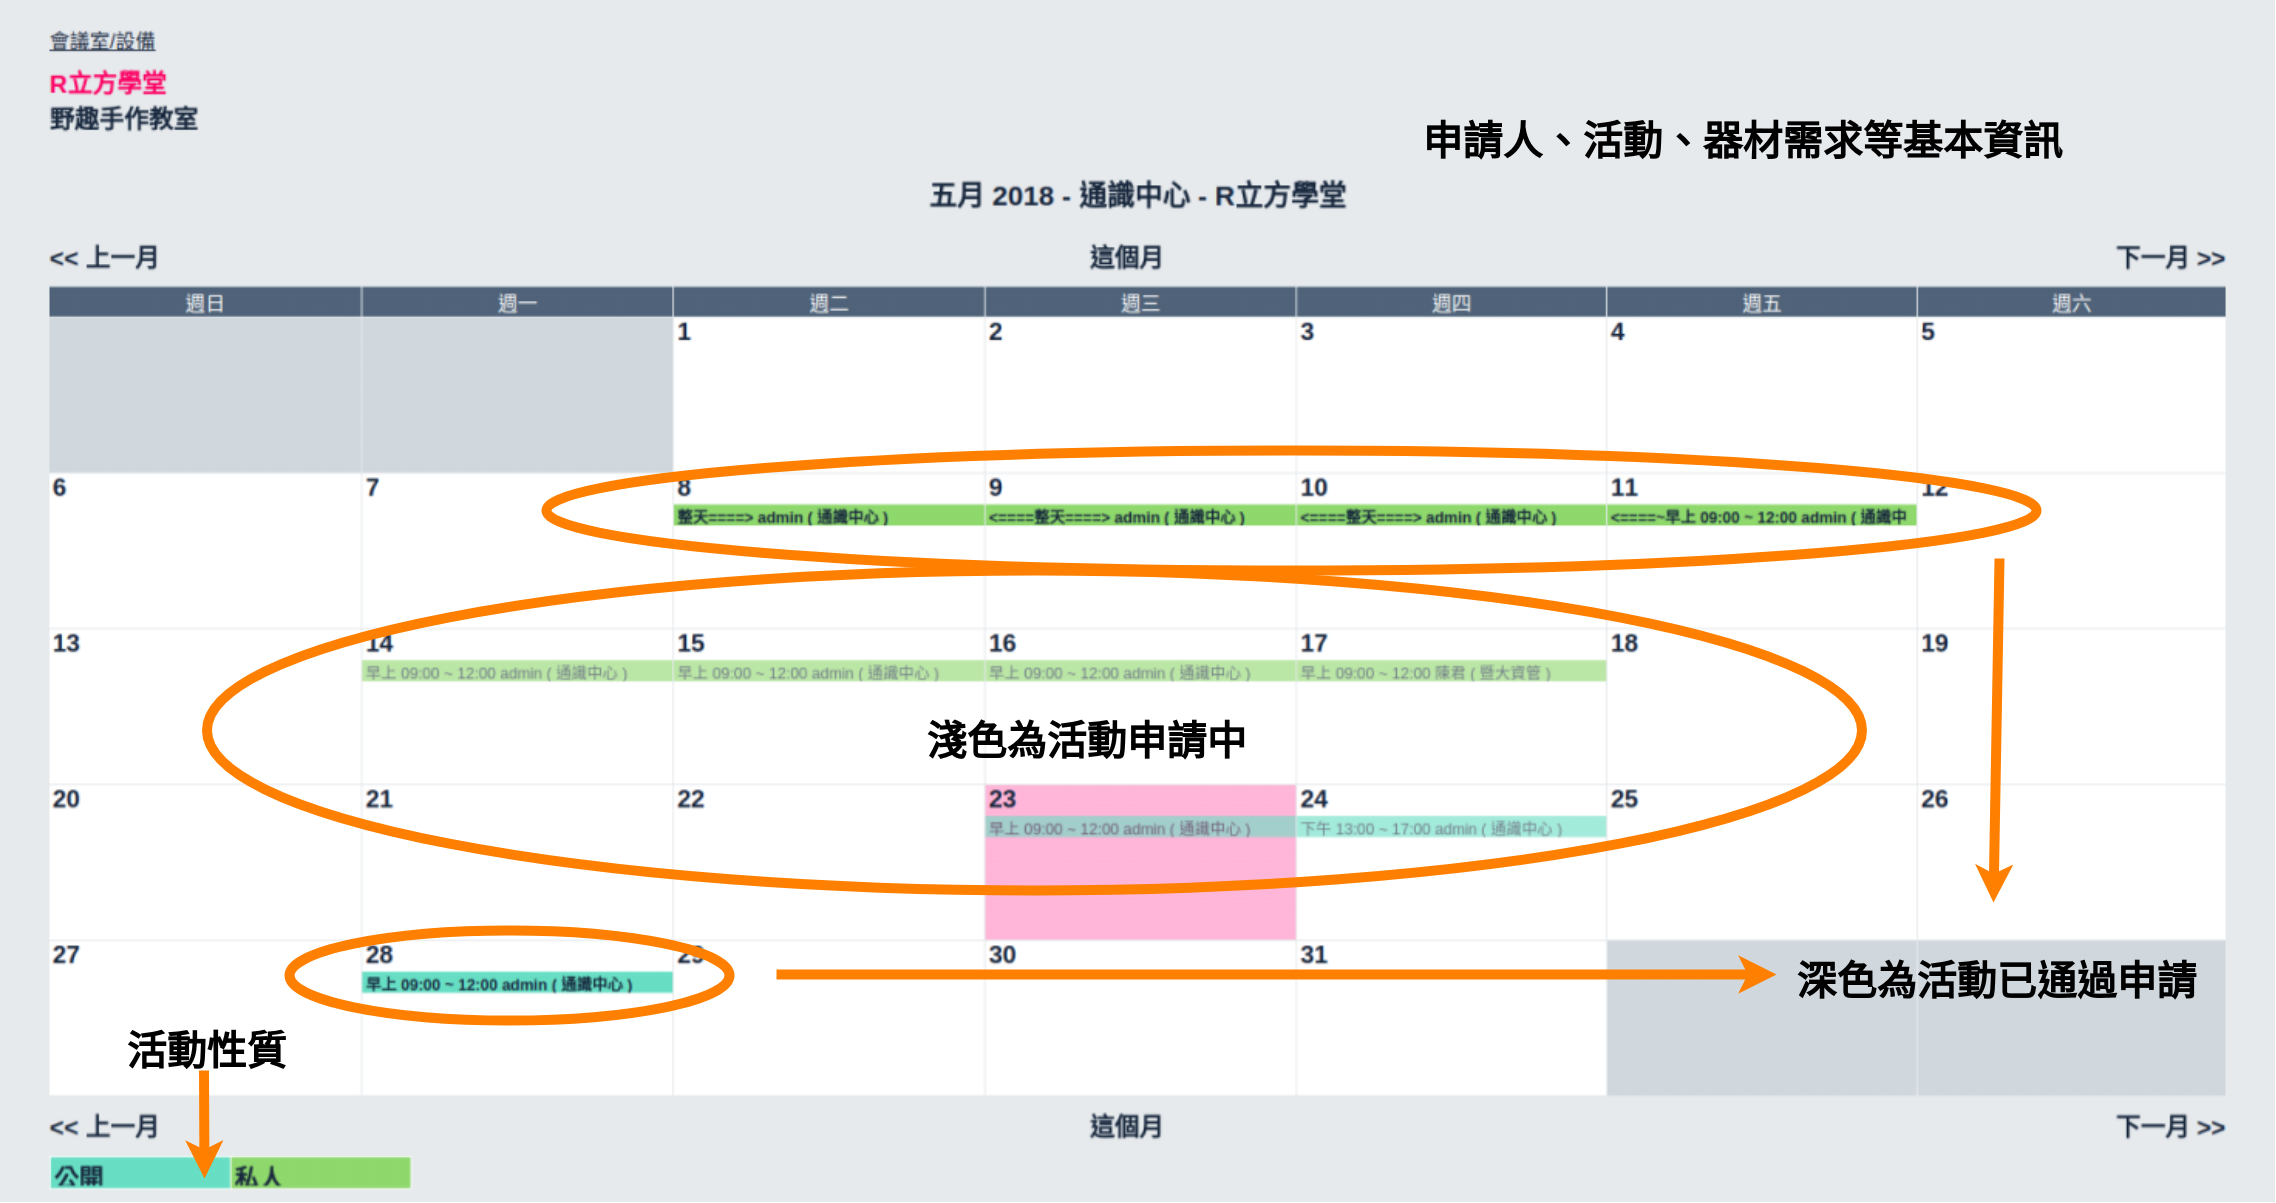 會議室/設備
R立方學堂
野趣手作教室
申請人、活動、器材需求等基本資訊
五月 2018 - 通識中心 - R立方學堂
<< 上一月 這個月 下一月 >>
週日 週一 週二 週三 週四 週五 週六
1 2 3 4 5
6 7 8 9 10 11 12
整天====> admin ( 通識中心 ) <====整天====> admin ( 通識中心 ) <====整天====> admin ( 通識中心 ) <====~早上 09:00 ~ 12:00 admin ( 通識中
13 14 15 16 17 18 19
早上 09:00 ~ 12:00 admin ( 通識中心 ) 早上 09:00 ~ 12:00 admin ( 通識中心 ) 早上 09:00 ~ 12:00 admin ( 通識中心 ) 早上 09:00 ~ 12:00 陳君 ( 暨大資管 )
淺色為活動申請中
20 21 22 23 24 25 26
早上 09:00 ~ 12:00 admin ( 通識中心 ) 下午 13:00 ~ 17:00 admin ( 通識中心 )
27 28 29 30 31
早上 09:00 ~ 12:00 admin ( 通識中心 )
深色為活動已通過申請
活動性質
<< 上一月 這個月 下一月 >>
公開 私人